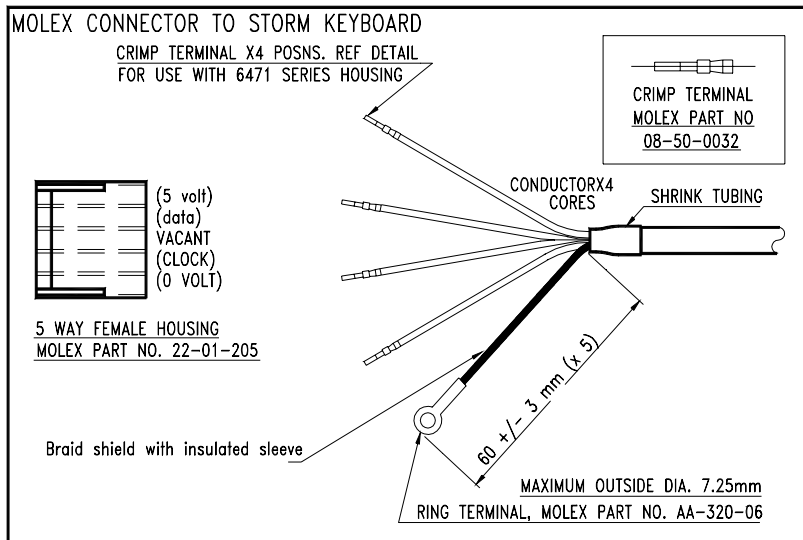 MOLEX CONNECTOR TO STORM KEYBOARD
CRIMP TERMINAL X4 POSNS. REF DETAIL
FOR USE WITH 6471 SERIES HOUSING
CRIMP TERMINAL
MOLEX PART NO
08-50-0032
CONDUCTORX4
CORES
SHRINK TUBING
(5 volt)
(data)
VACANT
(CLOCK)
(0 VOLT)
5 WAY FEMALE HOUSING
MOLEX PART NO. 22-01-205
60 +/- 3 mm (x 5)
Braid shield with insulated sleeve
MAXIMUM OUTSIDE DIA. 7.25mm
RING TERMINAL, MOLEX PART NO. AA-320-06